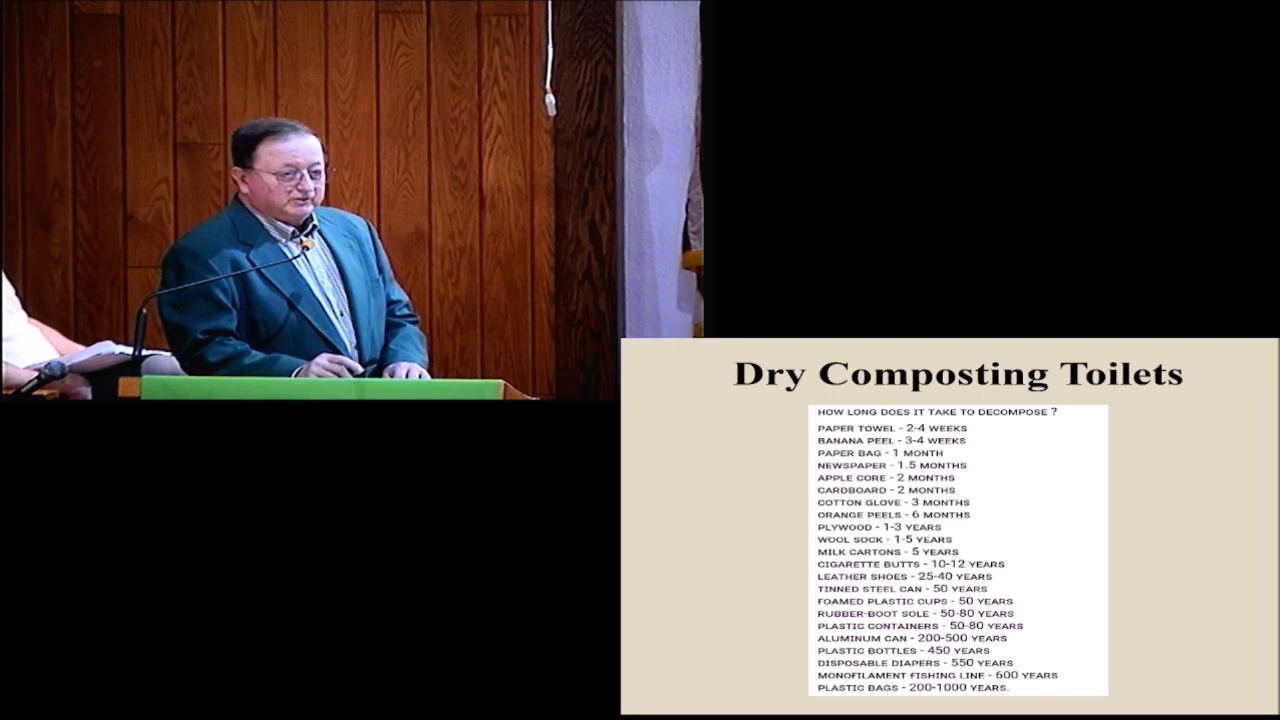 Dry Composting Toilets
HOW LONG DOES IT TAKE TO DECOMPOSE ?
PAPER TOWEL - 2-4 WEEKS
BANANA PEEL - 3-4 WEEKS
PAPER BAG - 1 MONTH
NEWSPAPER - 1.5 MONTHS
APPLE CORE - 2 MONTHS
CARDBOARD - 2 MONTHS
COTTON GLOVE - 3 MONTHS
ORANGE PEELS - 6 MONTHS
PLYWOOD - 1-3 YEARS
WOOL SOCK - 1-5 YEARS
MILK CARTONS - 5 YEARS
CIGARETTE BUTTS - 10-12 YEARS
LEATHER SHOES - 25-40 YEARS
TINNED STEEL CAN - 50 YEARS
FOAMED PLASTIC CUPS - 50 YEARS
RUBBER-BOOT SOLE - 50-80 YEARS
PLASTIC CONTAINERS - 50-80 YEARS
ALUMINUM CAN - 200-500 YEARS
PLASTIC BOTTLES - 450 YEARS
DISPOSABLE DIAPERS - 550 YEARS
MONOFILAMENT FISHING LINE - 600 YEARS
PLASTIC BAGS - 200-1000 YEARS.